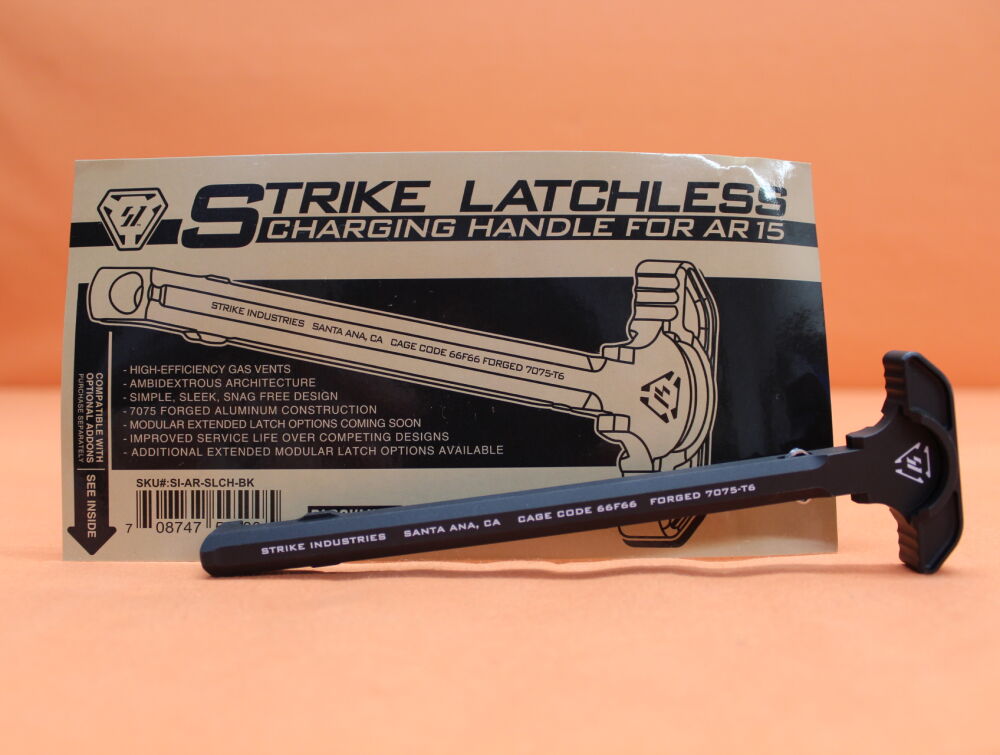 STRIKE LATCHLESS
CHARGING HANDLE FOR AR 15
STRIKE INDUSTRIES SANTA ANA, CA CAGE CODE 66F66 FORGED 7075-T6
- HIGH-EFFICIENCY GAS VENTS
- AMBIDEXTROUS ARCHITECTURE
- SIMPLE, SLEEK, SNAG FREE DESIGN
- 7075 FORGED ALUMINUM CONSTRUCTION
- MODULAR EXTENDED LATCH OPTIONS COMING SOON
- IMPROVED SERVICE LIFE OVER COMPETING DESIGNS
- ADDITIONAL EXTENDED MODULAR LATCH OPTIONS AVAILABLE
COMPATIBLE WITH
OPTIONAL ADDONS
PURCHASE SEPARATELY
SEE INSIDE
SKU#:SI-AR-SLCH-BK
7 08747
STRIKE INDUSTRIES SANTA ANA, CA CAGE CODE 66F66 FORGED 7075-T6